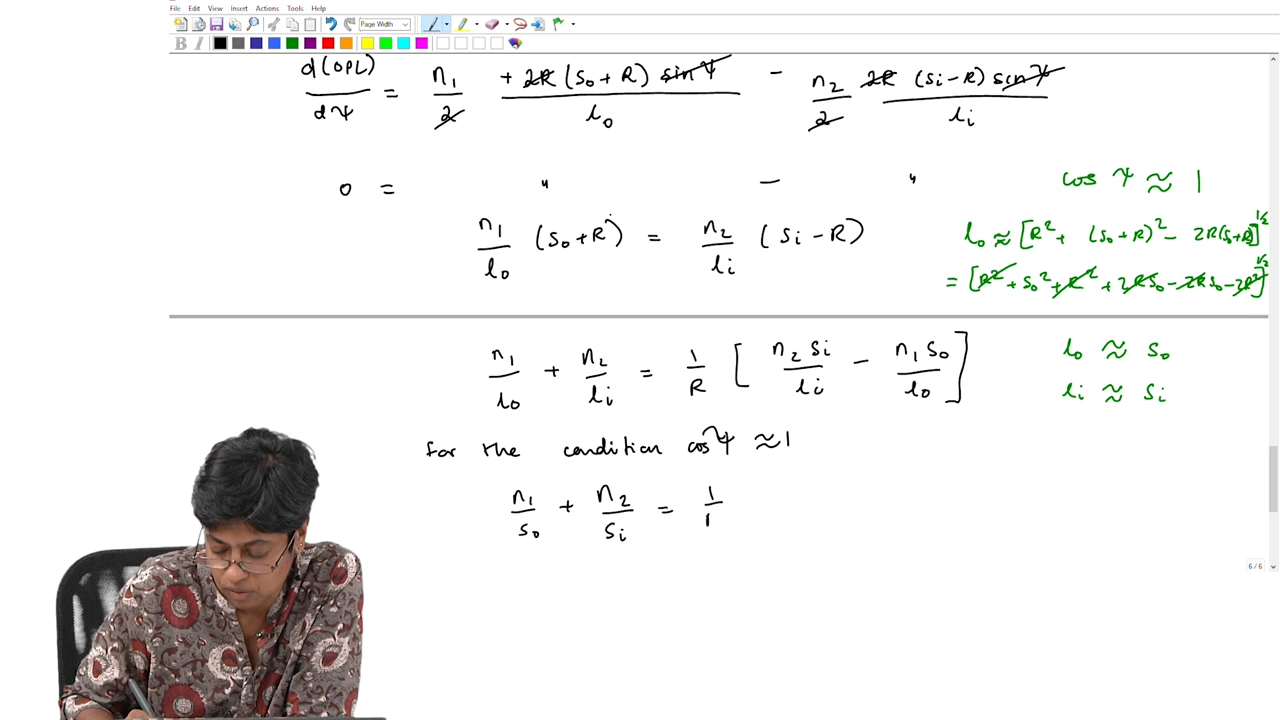 File Edit View Insert Actions Tools Help
Page Width
B I
d(OPL)/dψ = n₁/2 +2R(S₀+R) sinψ/l₀ − n₂/2 2R(Si−R) sinψ/li
0 = " − "
cos ψ ≈ 1
n₁/l₀ (S₀+R) = n₂/li (Si−R)
l₀ ≈ [R² + (S₀+R)² − 2R(S₀+R)]^1/2
= [R² + S₀² + R² + 2RS₀ − 2RS₀ − 2R²]^1/2
n₁/l₀ + n₂/li = 1/R [n₂Si/li − n₁S₀/l₀]
l₀ ≈ S₀
li ≈ Si
for the condition cos ψ ≈ 1
n₁/S₀ + n₂/Si = 1/
6/6